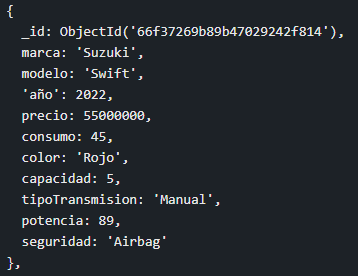 {
_id: ObjectId('66f37269b89b47029242f814'),
marca: 'Suzuki',
modelo: 'Swift',
'año': 2022,
precio: 55000000,
consumo: 45,
color: 'Rojo',
capacidad: 5,
tipoTransmision: 'Manual',
potencia: 89,
seguridad: 'Airbag'
},